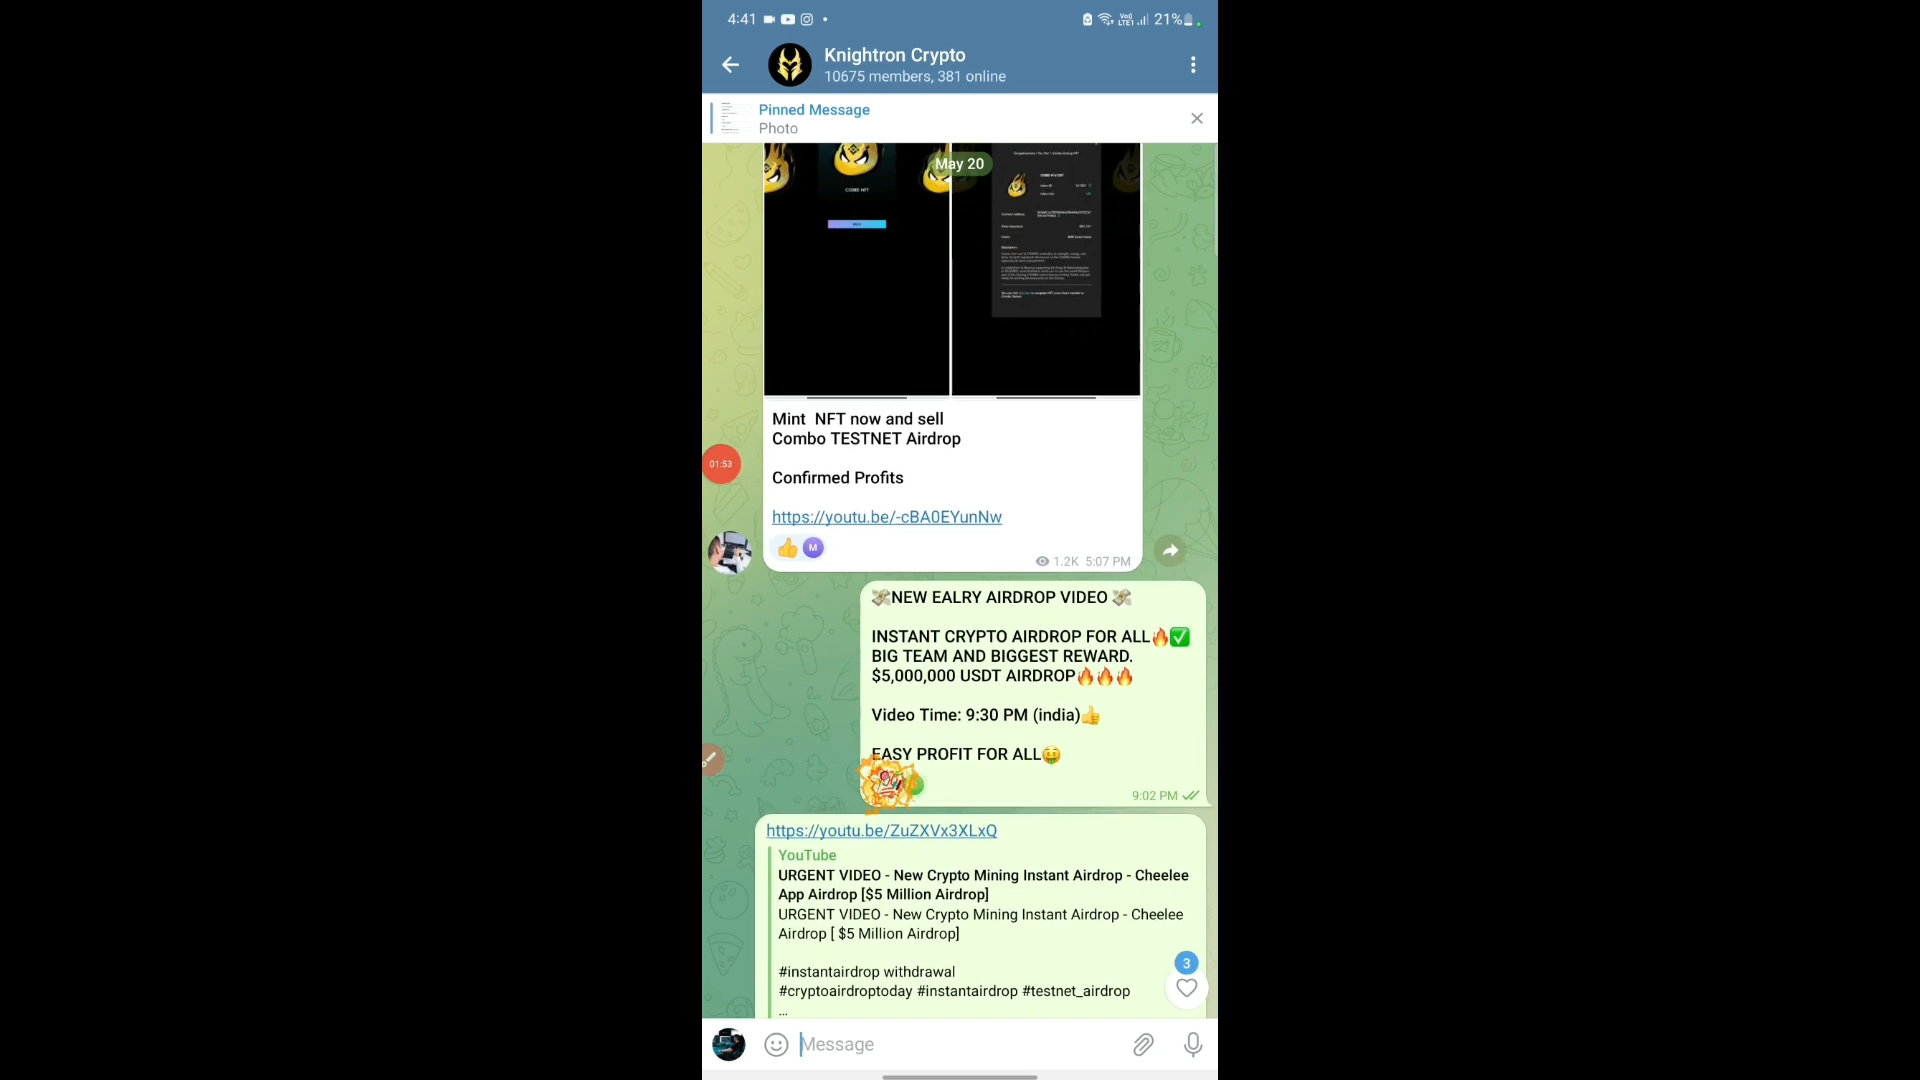 4:41
Voo) LTE1 21%
Knightron Crypto
10675 members, 381 online
Pinned Message
Photo
May 20
COMBO NFT
Mint NFT now and sell
Combo TESTNET Airdrop
Confirmed Profits
01:53
https://youtu.be/-cBA0EYunNw
M
1.2K 5:07 PM
NEW EALRY AIRDROP VIDEO
INSTANT CRYPTO AIRDROP FOR ALL
BIG TEAM AND BIGGEST REWARD.
$5,000,000 USDT AIRDROP
Video Time: 9:30 PM (india)
EASY PROFIT FOR ALL
9:02 PM
https://youtu.be/ZuZXVx3XLxQ
YouTube
URGENT VIDEO - New Crypto Mining Instant Airdrop - Cheelee
App Airdrop [$5 Million Airdrop]
URGENT VIDEO - New Crypto Mining Instant Airdrop - Cheelee
Airdrop [ $5 Million Airdrop]
#instantairdrop withdrawal
#cryptoairdroptoday #instantairdrop #testnet_airdrop
...
3
Message